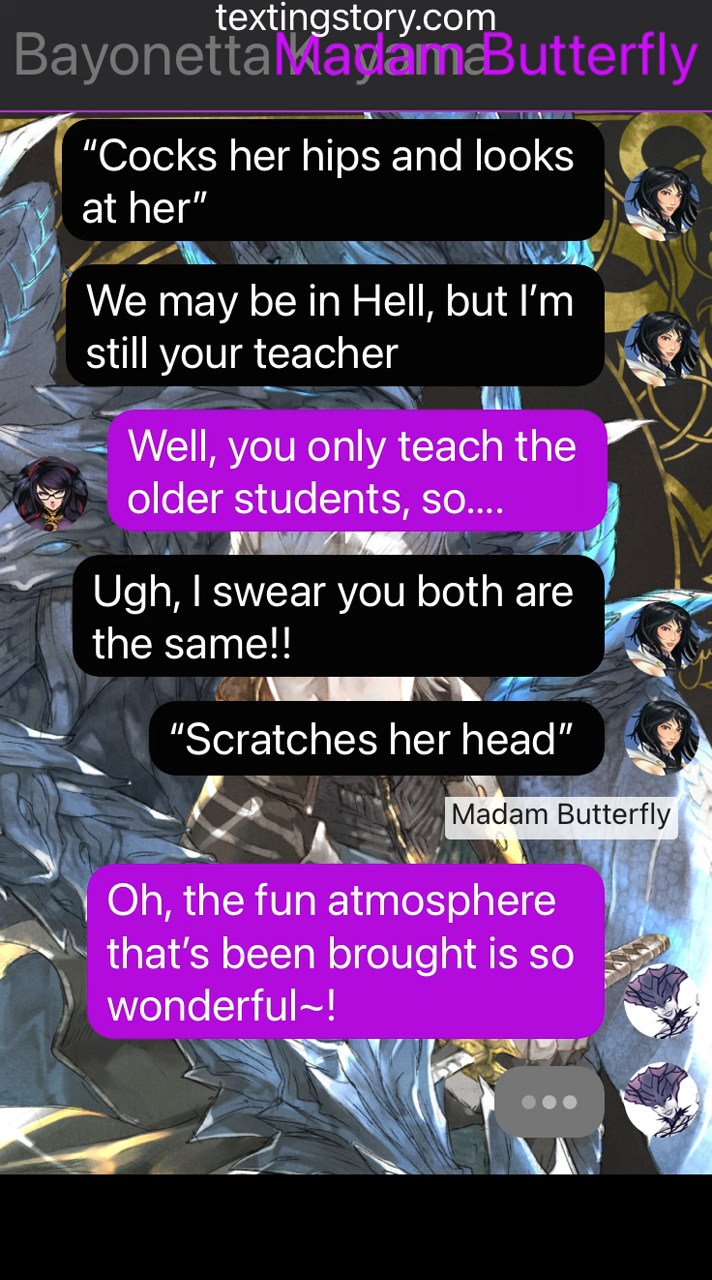 textingstory.com
Bayonetta
Madam Butterfly
“Cocks her hips and looks
at her”
We may be in Hell, but I’m
still your teacher
Well, you only teach the
older students, so....
Ugh, I swear you both are
the same!!
“Scratches her head”
Madam Butterfly
Oh, the fun atmosphere
that’s been brought is so
wonderful~!